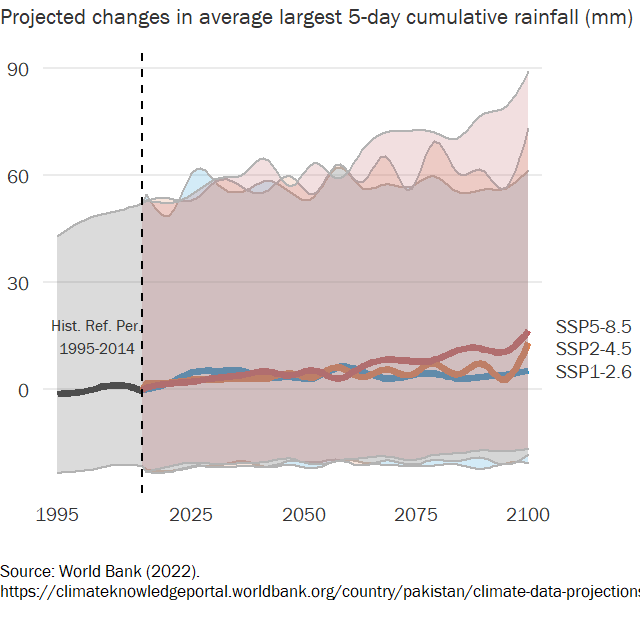 Projected changes in average largest 5-day cumulative rainfall (mm)
90
60
30
0
Hist. Ref. Per.
1995-2014
SSP5-8.5
SSP2-4.5
SSP1-2.6
1995 2025 2050 2075 2100
Source: World Bank (2022).
https://climateknowledgeportal.worldbank.org/country/pakistan/climate-data-projections